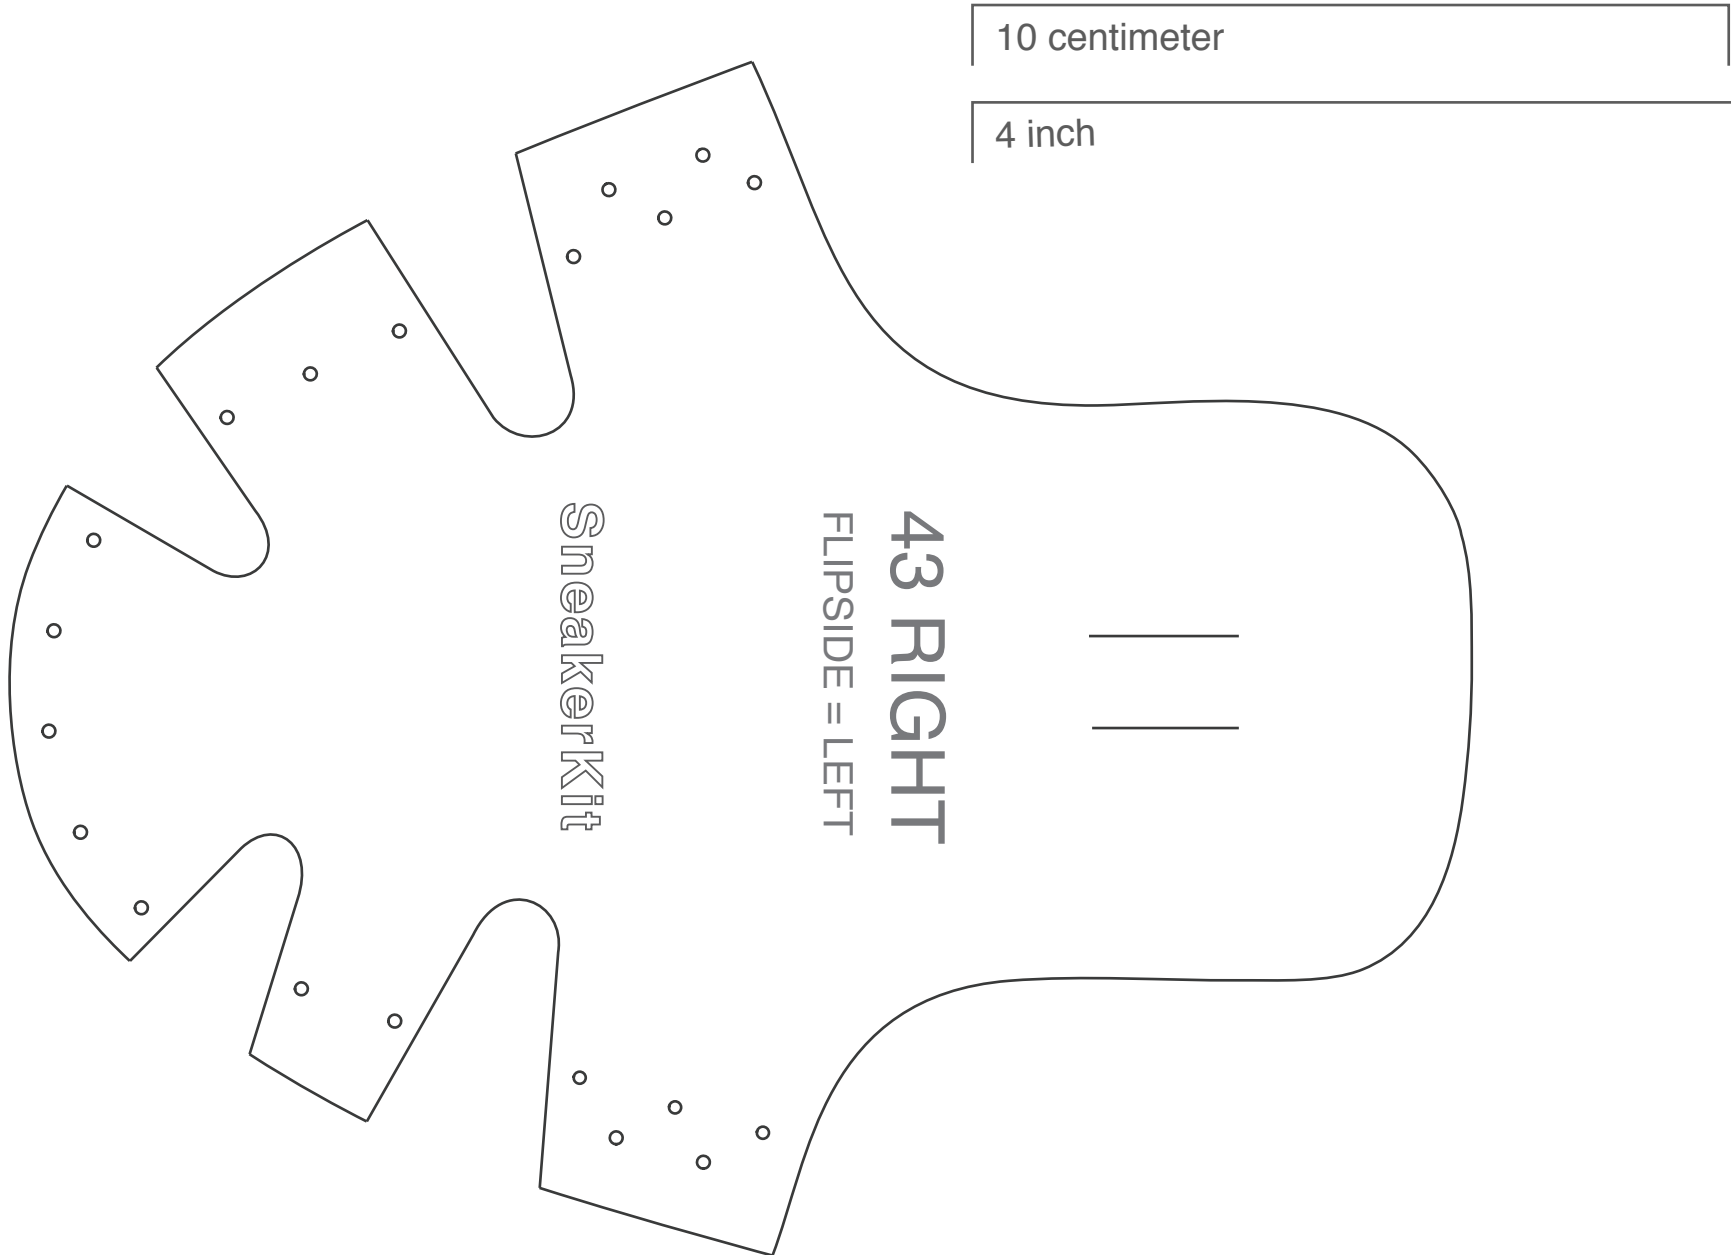 10 centimeter
4 inch
43 RIGHT
FLIPSIDE = LEFT
SneakerKit